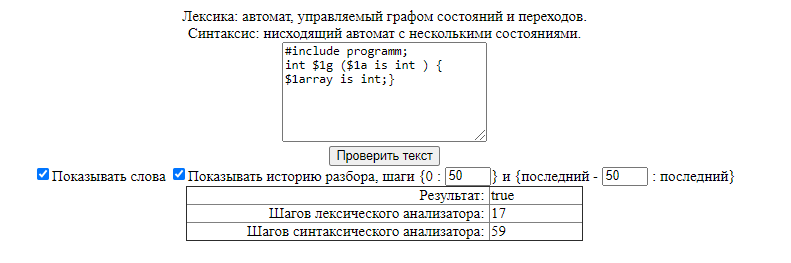 Лексика: автомат, управляемый графом состояний и переходов.
Синтаксис: нисходящий автомат с несколькими состояниями.
#include programm;
int $1g ($1a is int ) {
$1array is int;}
Проверить текст
Показывать слова Показывать историю разбора, шаги {0 : 50 } и {последний - 50 : последний}
Результат: true
Шагов лексического анализатора: 17
Шагов синтаксического анализатора: 59